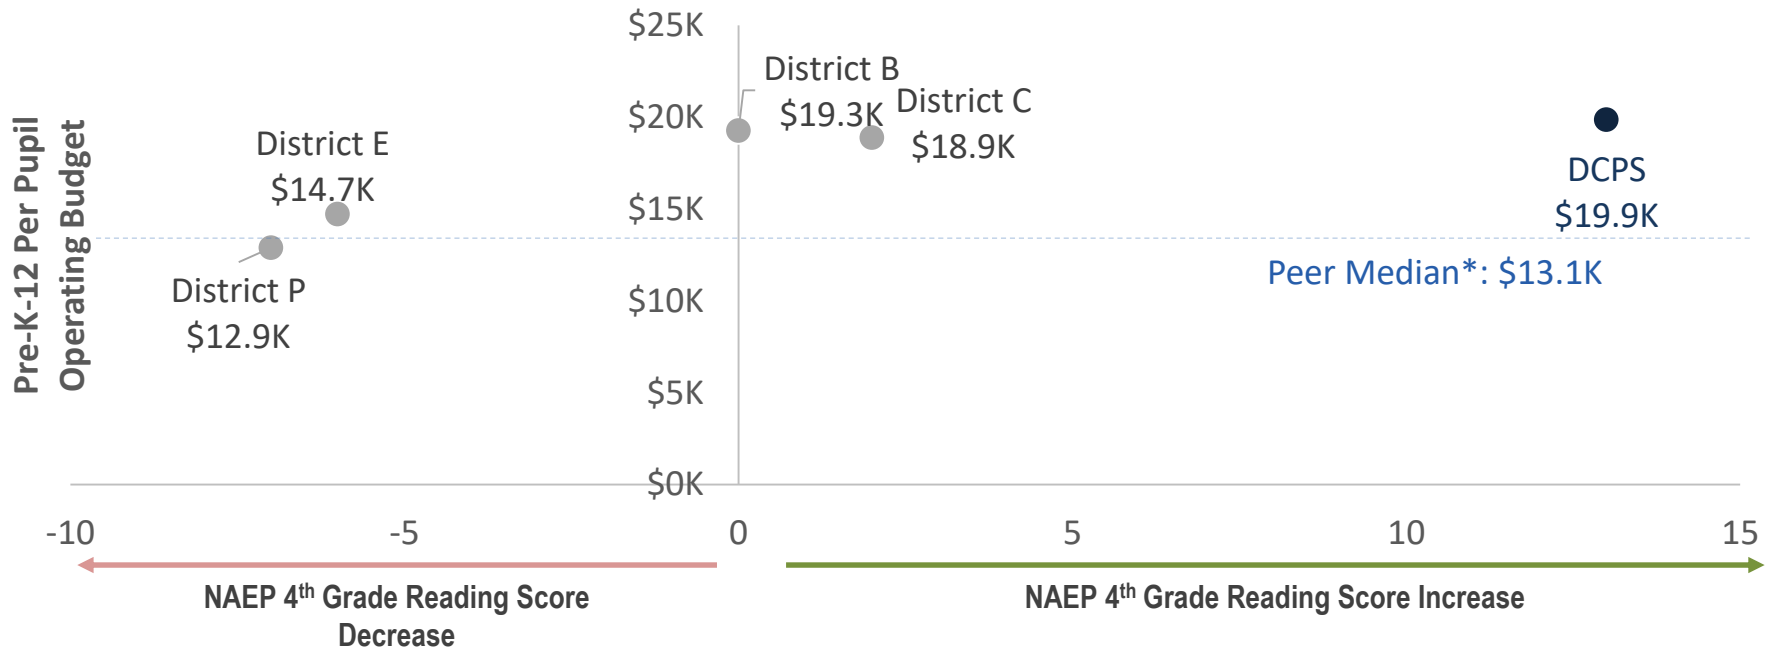 Pre-K-12 Per Pupil
Operating Budget
$25K
$20K
$15K
$10K
$5K
$0K
District E
$14.7K
District P
$12.9K
District B
$19.3K
District C
$18.9K
DCPS
$19.9K
Peer Median*: $13.1K
-10
-5
0
5
10
15
NAEP 4th Grade Reading Score
Decrease
NAEP 4th Grade Reading Score Increase